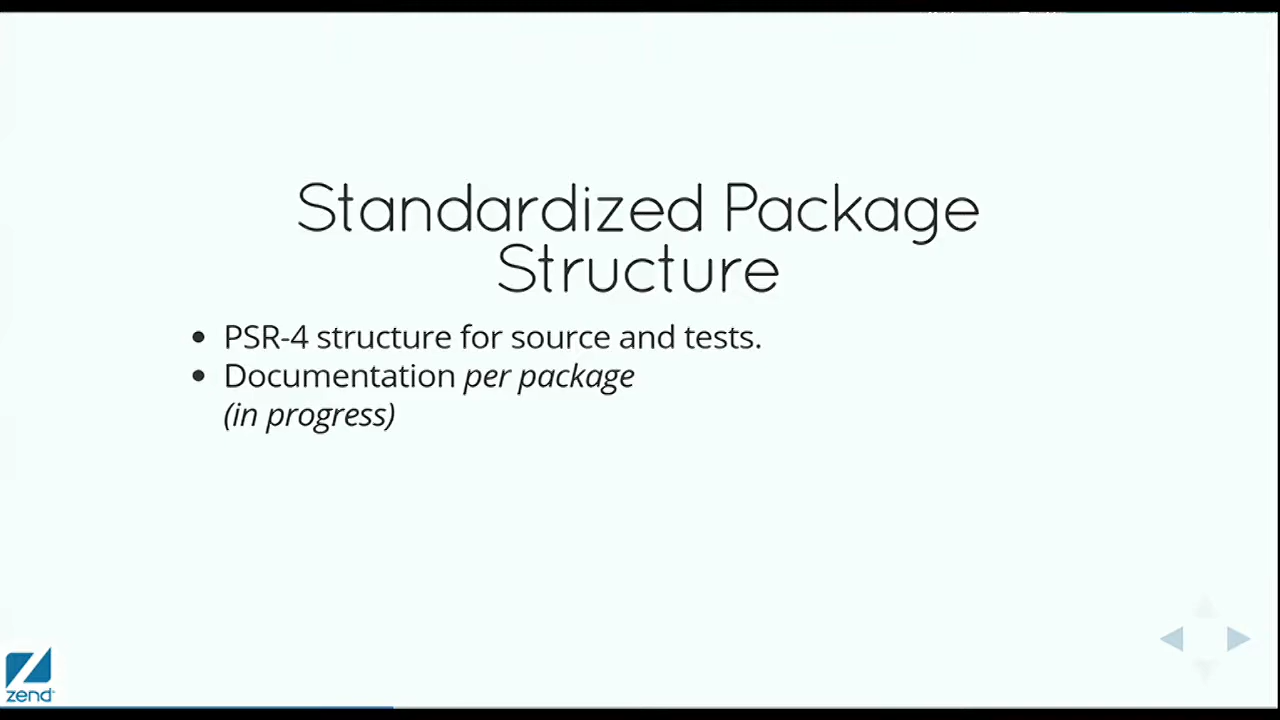 Standardized Package
Structure
PSR-4 structure for source and tests.
Documentation per package
(in progress)
zend